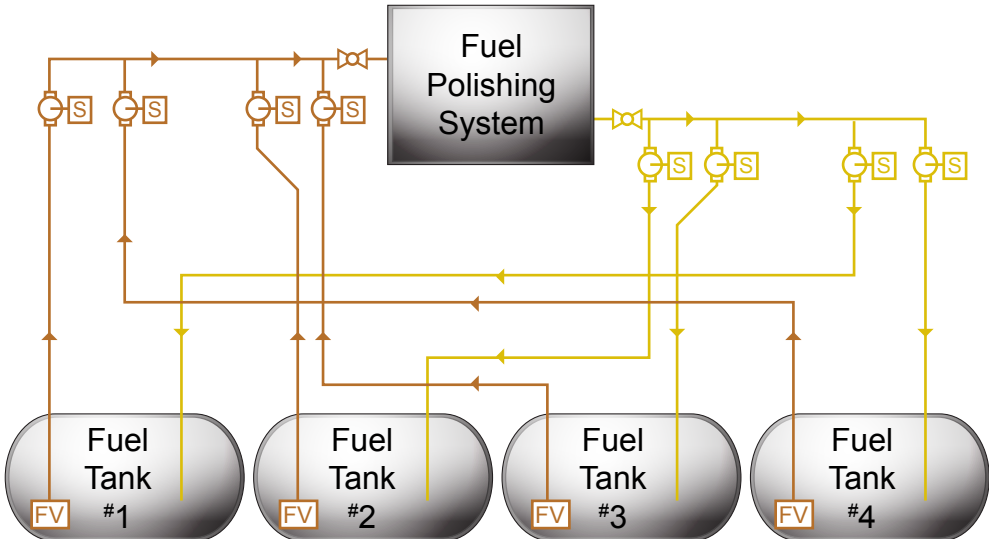 Fuel
Polishing
System
S
S
S
S
S
S
S
S
Fuel
Tank
#1
FV
Fuel
Tank
#2
FV
Fuel
Tank
#3
FV
Fuel
Tank
#4
FV